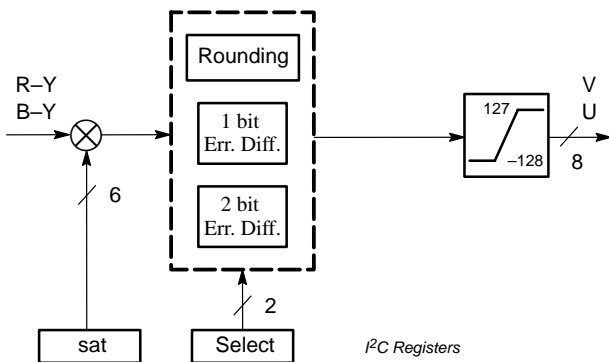 Rounding
R–Y
B–Y
1 bit
Err. Diff.
127
–128
V
U
8
6
2 bit
Err. Diff.
2
sat
Select
I²C Registers